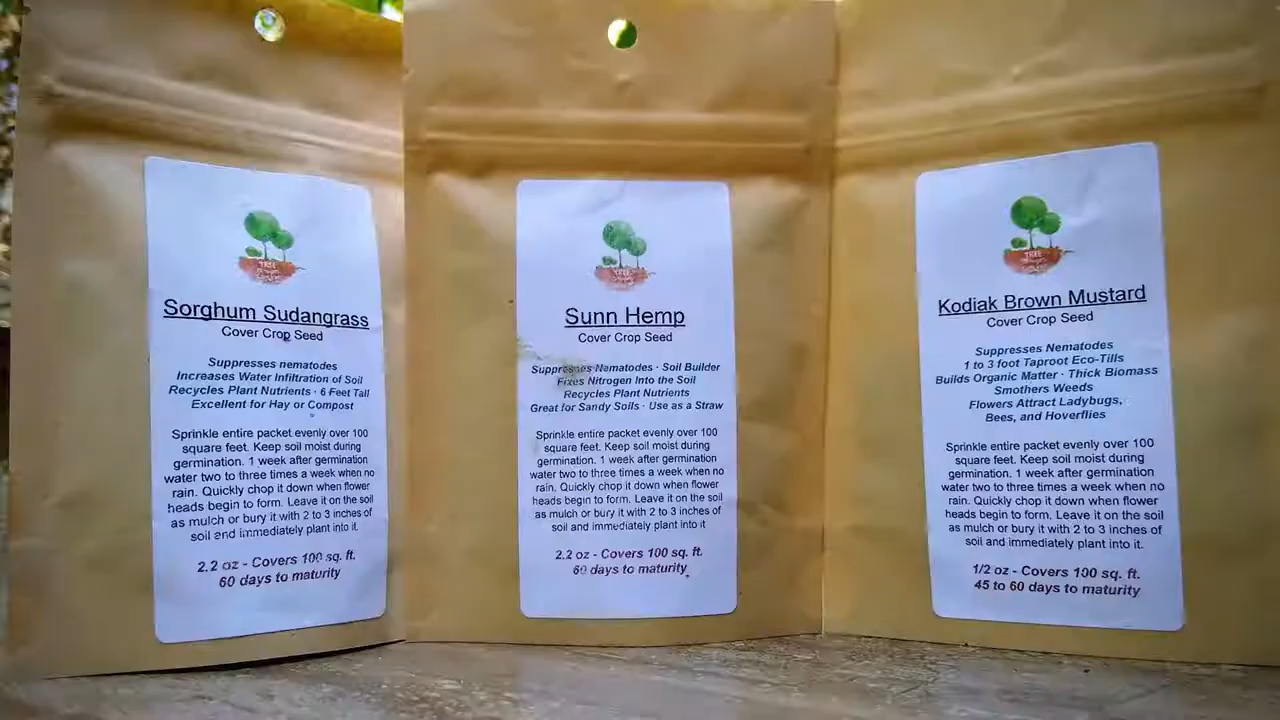 TREE
Sorghum Sudangrass
Cover Crop Seed
Suppresses nematodes
Increases Water Infiltration of Soil
Recycles Plant Nutrients · 6 Feet Tall
Excellent for Hay or Compost
Sprinkle entire packet evenly over 100
square feet. Keep soil moist during
germination. 1 week after germination
water two to three times a week when no
rain. Quickly chop it down when flower
heads begin to form. Leave it on the soil
as mulch or bury it with 2 to 3 inches of
soil and immediately plant into it.
2.2 oz - Covers 100 sq. ft.
60 days to maturity
TREE
Sunn Hemp
Cover Crop Seed
Suppresses Nematodes · Soil Builder
Fixes Nitrogen Into the Soil
Recycles Plant Nutrients
Great for Sandy Soils · Use as a Straw
Sprinkle entire packet evenly over 100
square feet. Keep soil moist during
germination. 1 week after germination
water two to three times a week when no
rain. Quickly chop it down when flower
heads begin to form. Leave it on the soil
as mulch or bury it with 2 to 3 inches of
soil and immediately plant into it
2.2 oz - Covers 100 sq. ft.
60 days to maturity
TREE
Kodiak Brown Mustard
Cover Crop Seed
Suppresses Nematodes
1 to 3 foot Taproot Eco-Tills
Builds Organic Matter · Thick Biomass
Smothers Weeds
Flowers Attract Ladybugs,
Bees, and Hoverflies
Sprinkle entire packet evenly over 100
square feet. Keep soil moist during
germination. 1 week after germination
water two to three times a week when no
rain. Quickly chop it down when flower
heads begin to form. Leave it on the soil
as mulch or bury it with 2 to 3 inches of
soil and immediately plant into it.
1/2 oz - Covers 100 sq. ft.
45 to 60 days to maturity